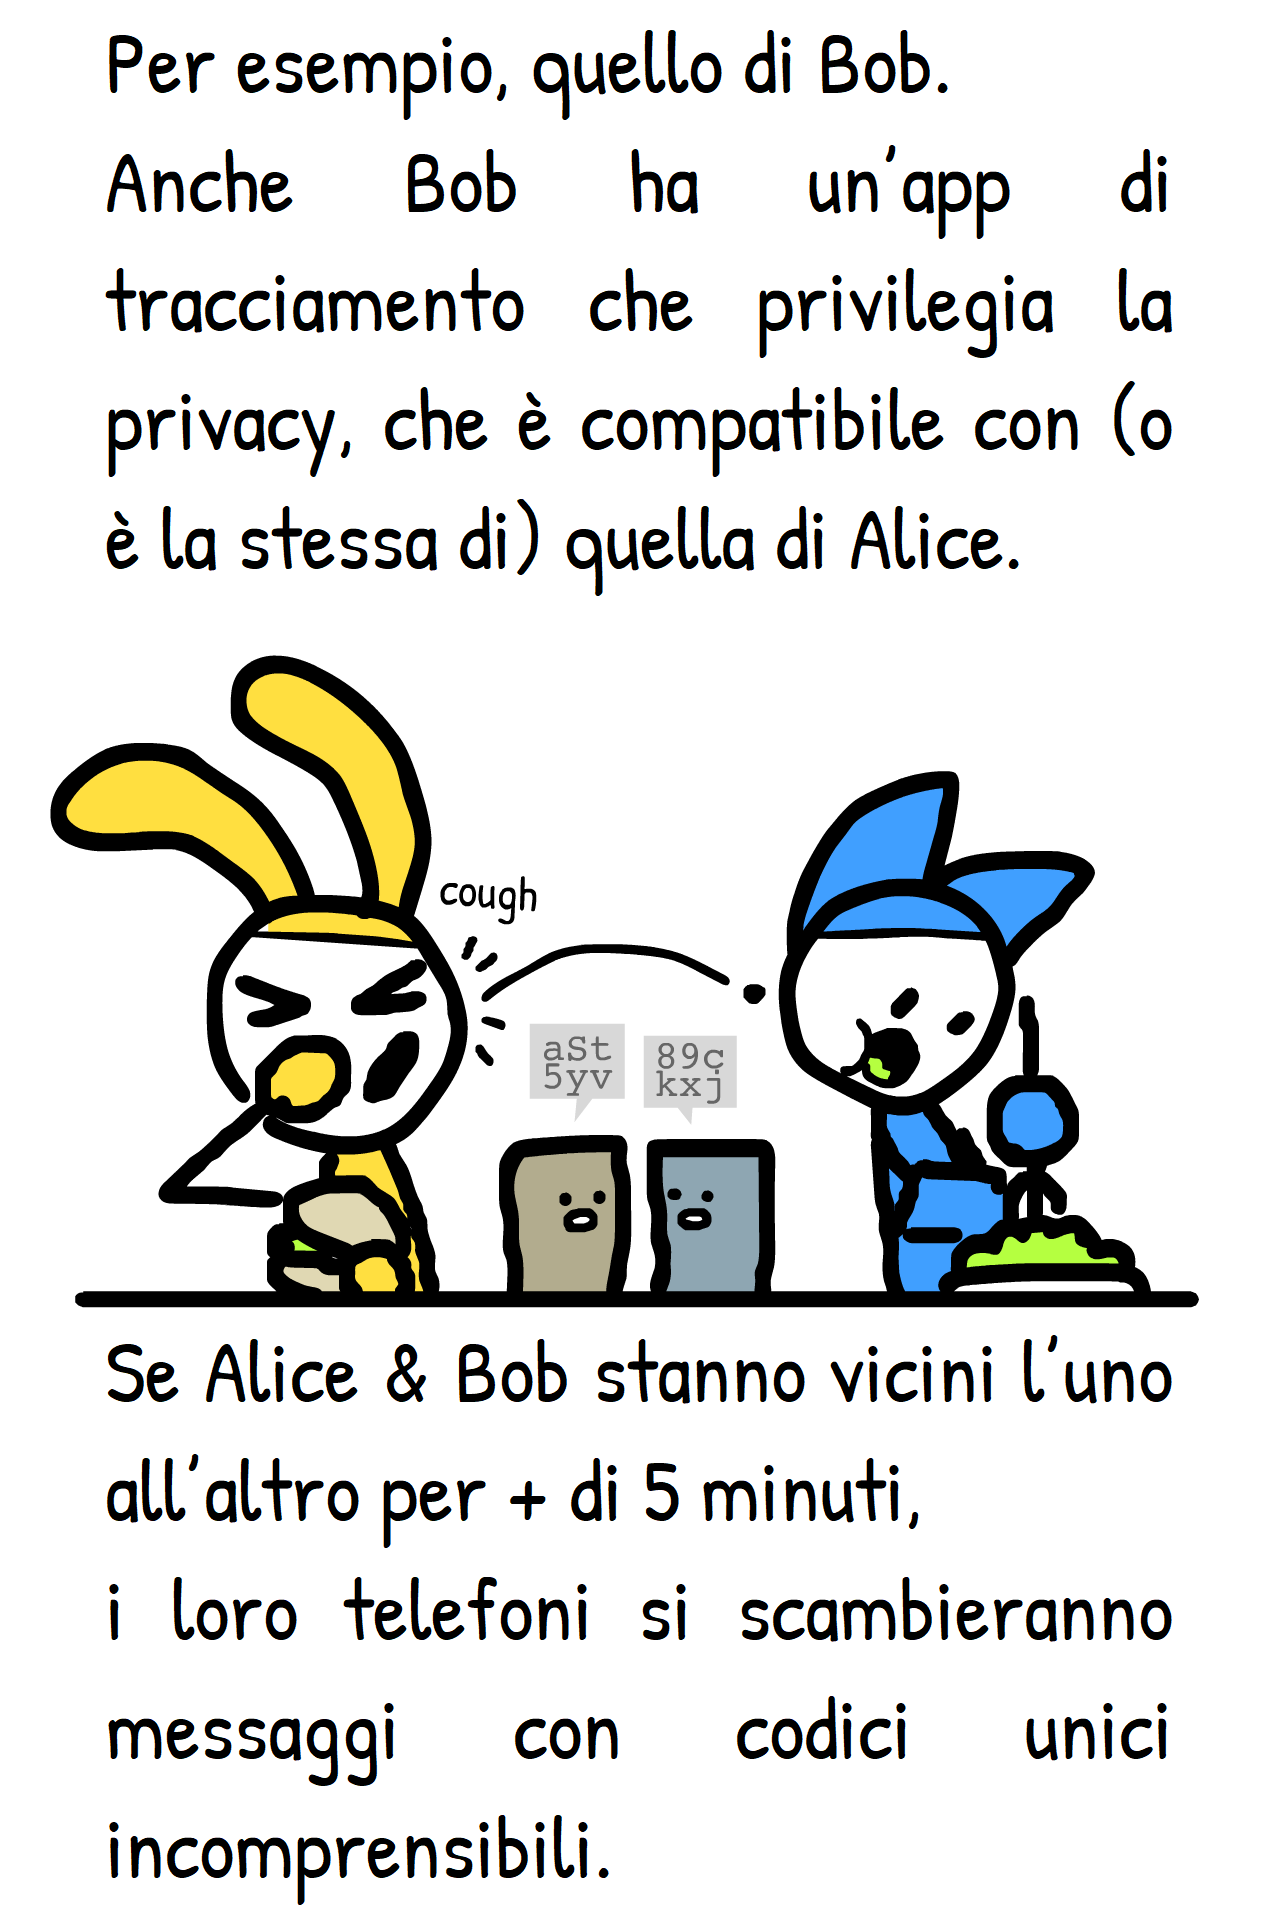 Per esempio, quello di Bob.
Anche Bob ha un'app di
tracciamento che privilegia la
privacy, che è compatibile con (o
è la stessa di) quella di Alice.
cough
aSt
5yv
89c
kxj
Se Alice & Bob stanno vicini l'uno
all'altro per + di 5 minuti,
i loro telefoni si scambieranno
messaggi con codici unici
incomprensibili.